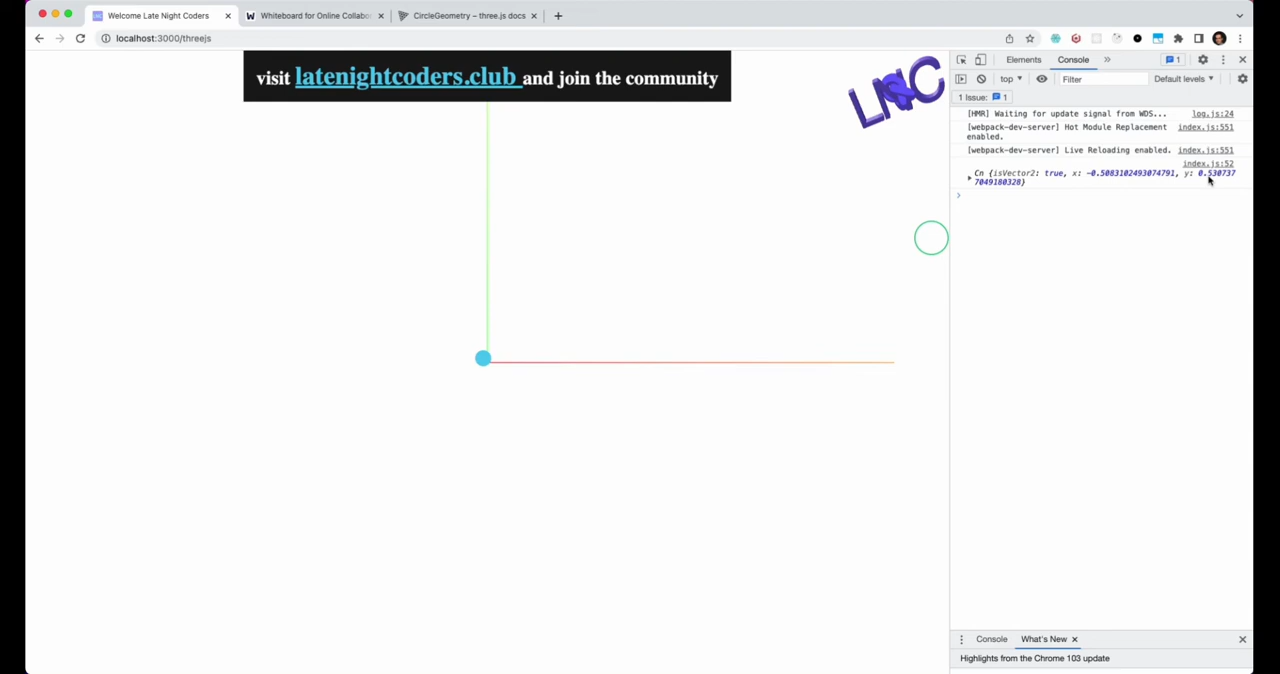 Welcome Late Night Coders
Whiteboard for Online Collabo
CircleGeometry – three.js docs
localhost:3000/threejs
visit latenightcoders.club and join the community
LNC
Elements Console
1
top
Filter
Default levels
1 Issue: 1
[HMR] Waiting for update signal from WDS... log.js:24
[webpack-dev-server] Hot Module Replacement index.js:551
enabled.
[webpack-dev-server] Live Reloading enabled. index.js:551
index.js:52
Cn {isVector2: true, x: -0.5083102493074791, y: 0.530737
7049180328}
Console What's New
Highlights from the Chrome 103 update